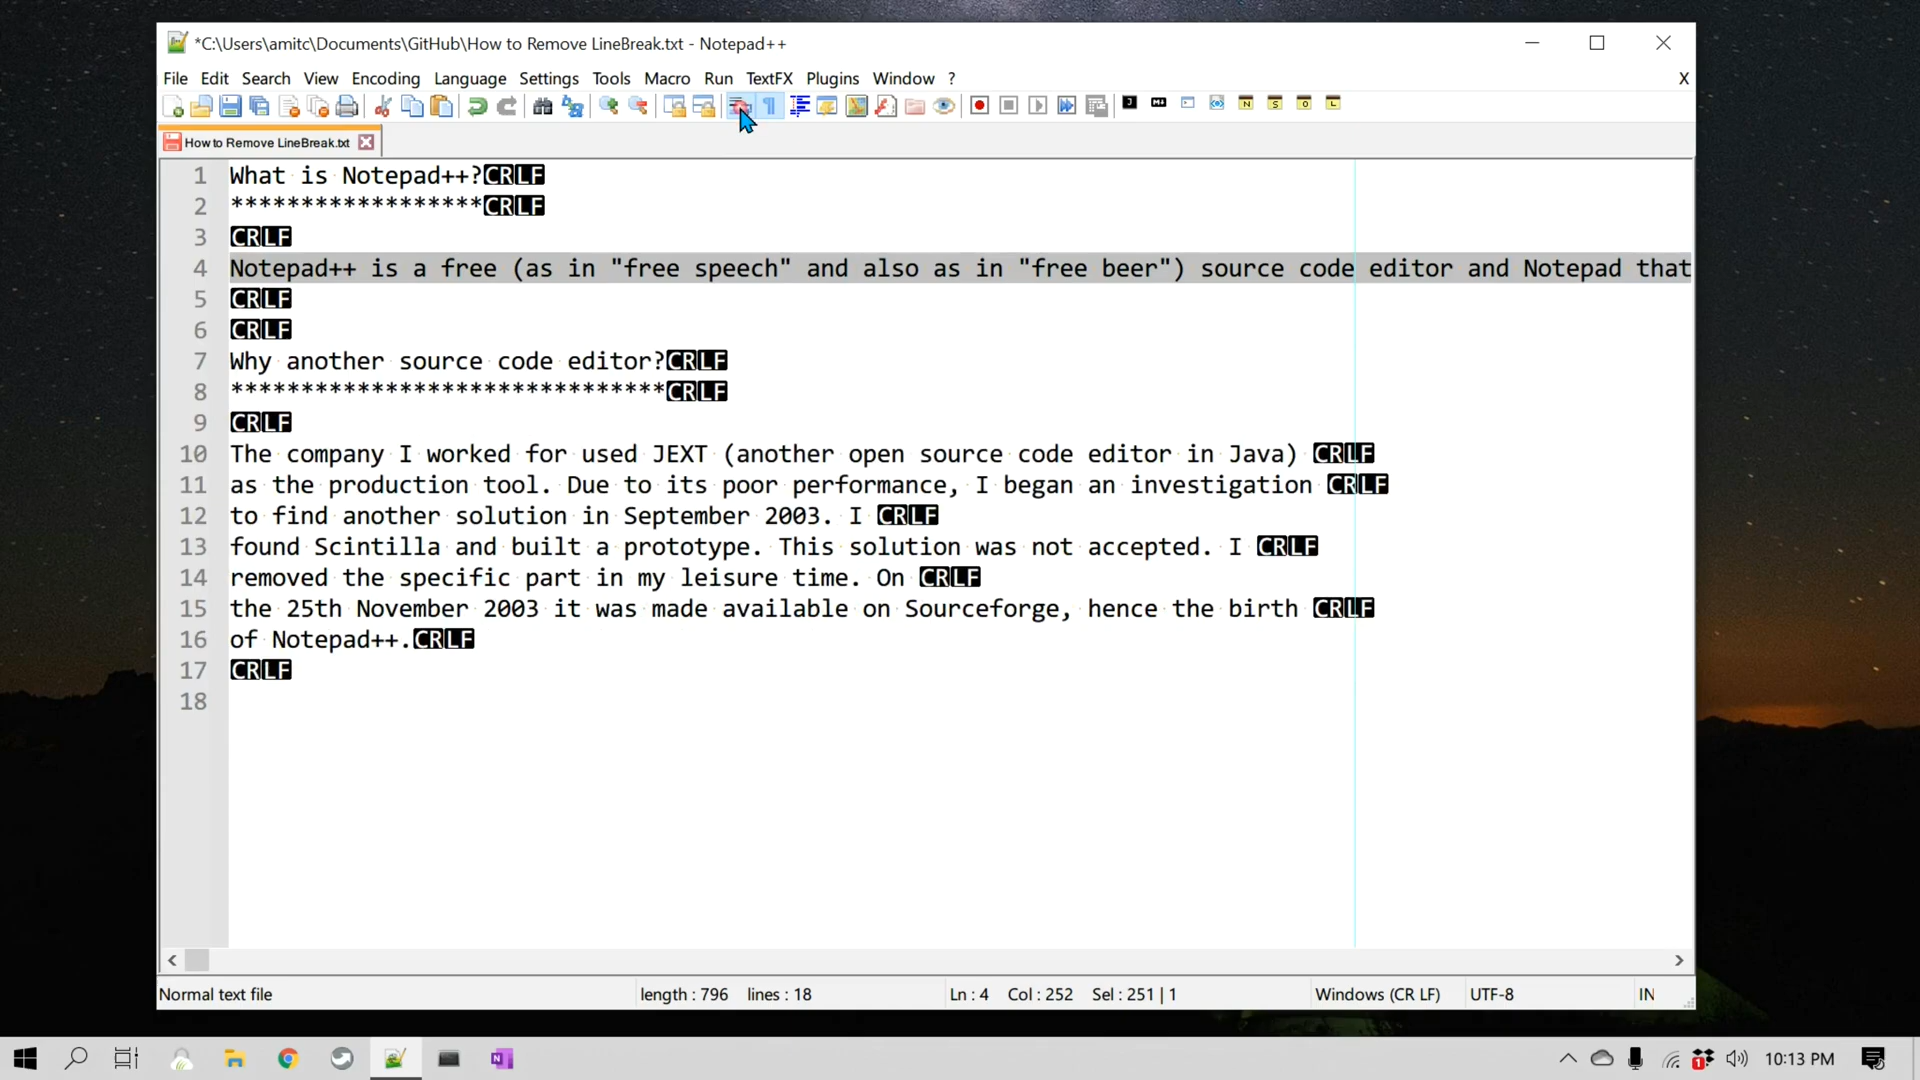 *C:\Users\amitc\Documents\GitHub\How to Remove LineBreak.txt - Notepad++
File Edit Search View Encoding Language Settings Tools Macro Run TextFX Plugins Window ? X
How to Remove LineBreak.txt
1 What is Notepad++?CRLF
2 ******************CRLF
3 CRLF
4 Notepad++ is a free (as in "free speech" and also as in "free beer") source code editor and Notepad that
5 CRLF
6 CRLF
7 Why another source code editor?CRLF
8 *******************************CRLF
9 CRLF
10 The company I worked for used JEXT (another open source code editor in Java) CRLF
11 as the production tool. Due to its poor performance, I began an investigation CRLF
12 to find another solution in September 2003. I CRLF
13 found Scintilla and built a prototype. This solution was not accepted. I CRLF
14 removed the specific part in my leisure time. On CRLF
15 the 25th November 2003 it was made available on Sourceforge, hence the birth CRLF
16 of Notepad++.CRLF
17 CRLF
18
Normal text file length : 796 lines : 18 Ln : 4 Col : 252 Sel : 251 | 1 Windows (CR LF) UTF-8 IN
10:13 PM